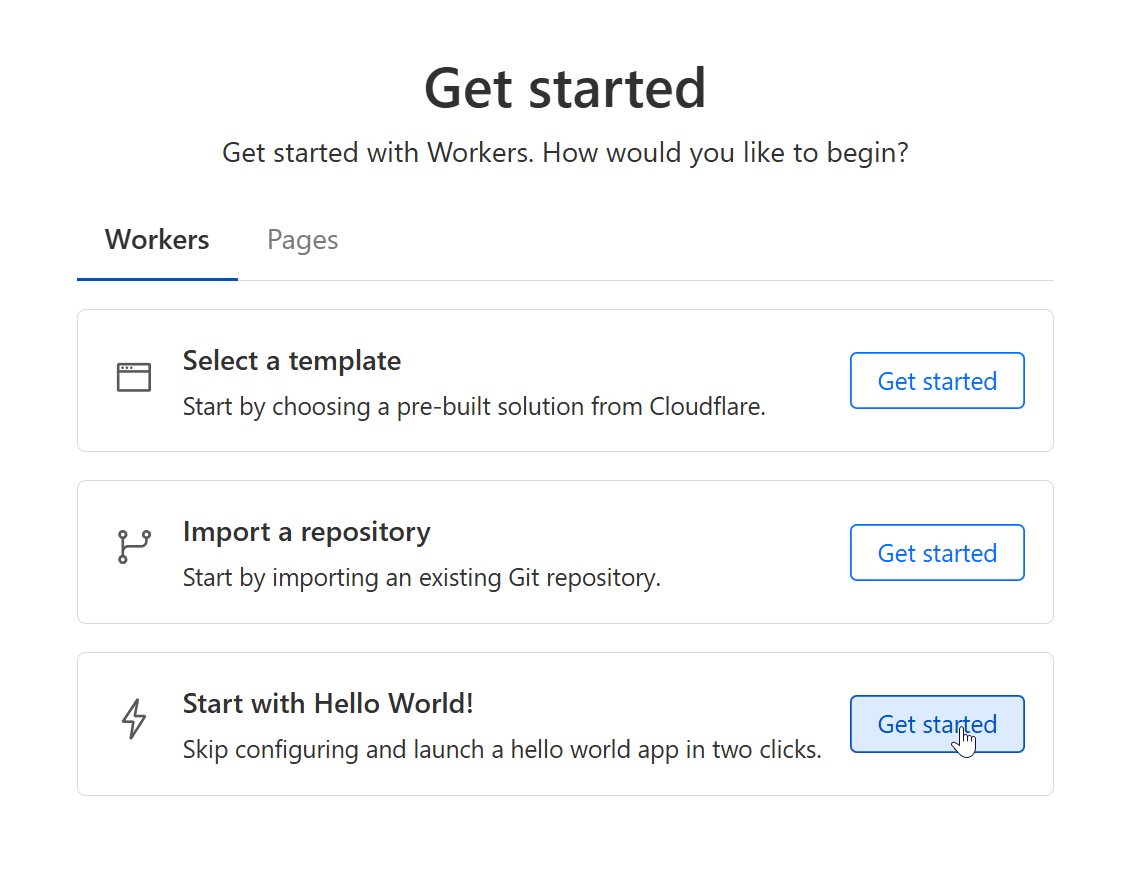 Get started
Get started with Workers. How would you like to begin?
Workers
Pages
Select a template
Start by choosing a pre-built solution from Cloudflare.
Get started
Import a repository
Start by importing an existing Git repository.
Get started
Start with Hello World!
Skip configuring and launch a hello world app in two clicks.
Get started